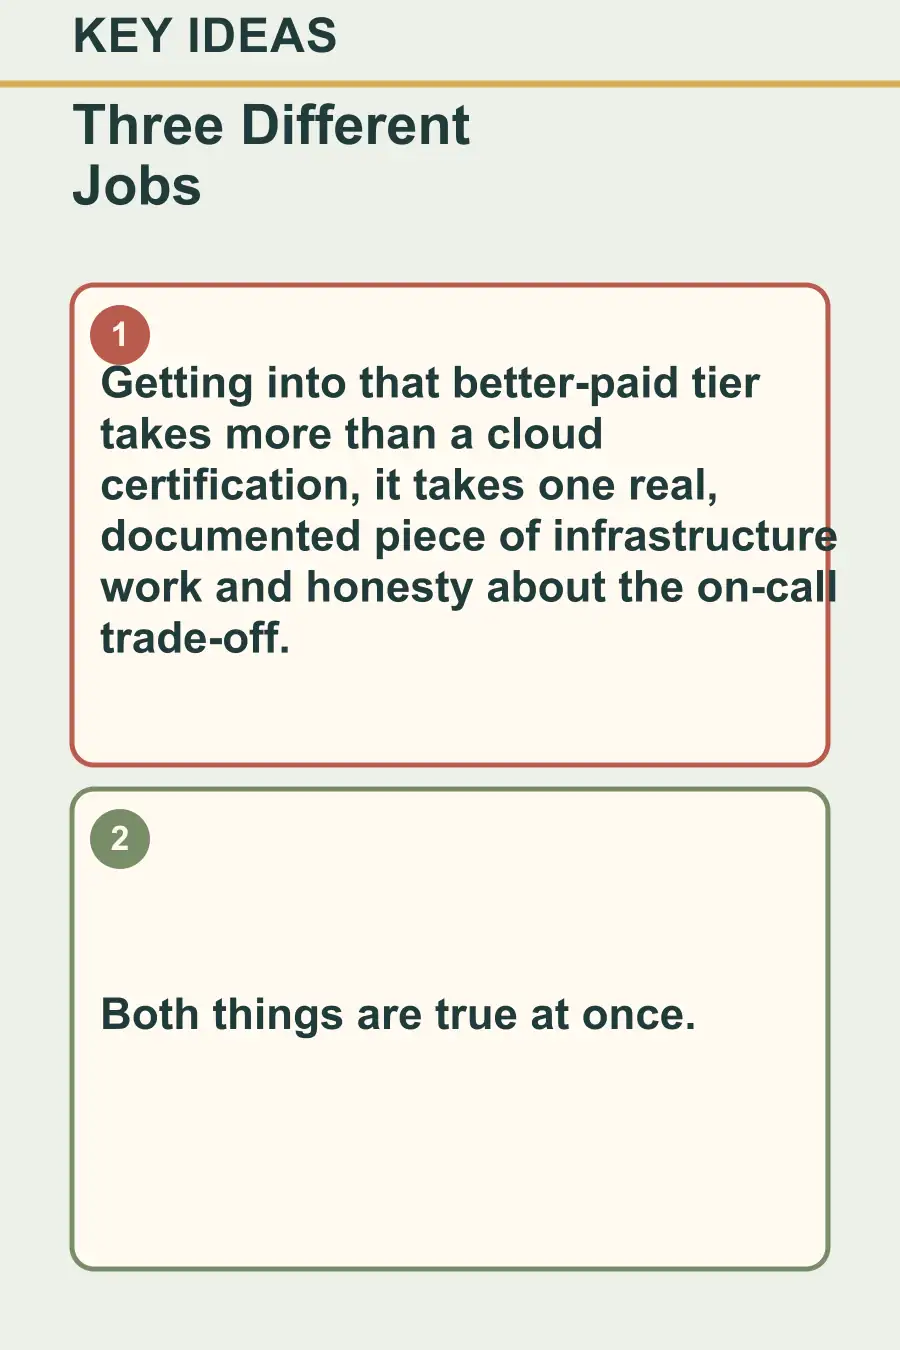 KEY IDEAS
Three Different
Jobs
1
Getting into that better-paid tier
takes more than a cloud
certification, it takes one real,
documented piece of infrastructure
work and honesty about the on-call
trade-off.
2
Both things are true at once.